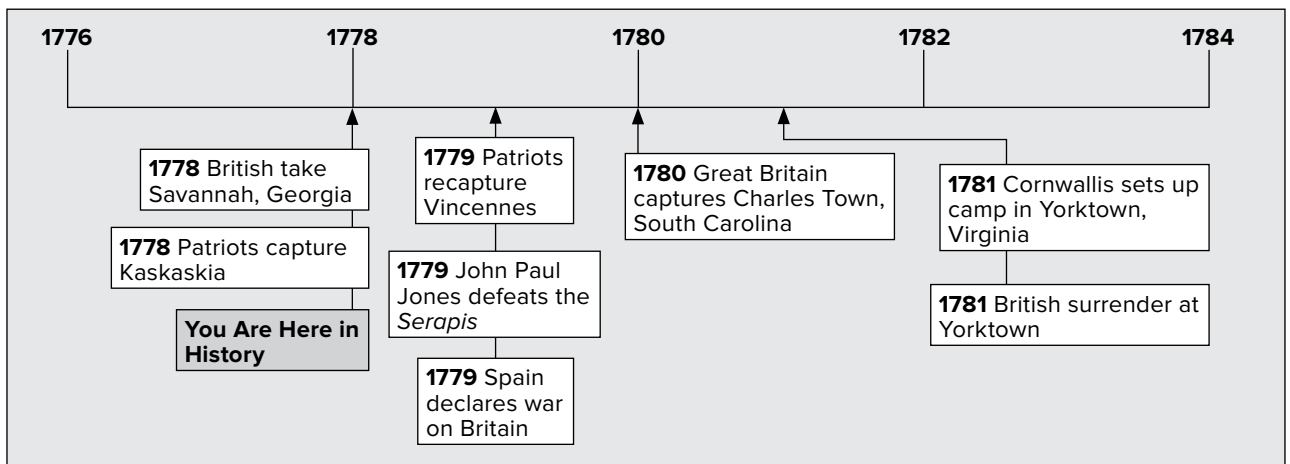 1776 1778 1780 1782 1784
1778 British take
Savannah, Georgia
1778 Patriots capture
Kaskaskia
You Are Here in
History
1779 Patriots
recapture
Vincennes
1779 John Paul
Jones defeats the
Serapis
1779 Spain
declares war
on Britain
1780 Great Britain
captures Charles Town,
South Carolina
1781 Cornwallis sets up
camp in Yorktown,
Virginia
1781 British surrender at
Yorktown